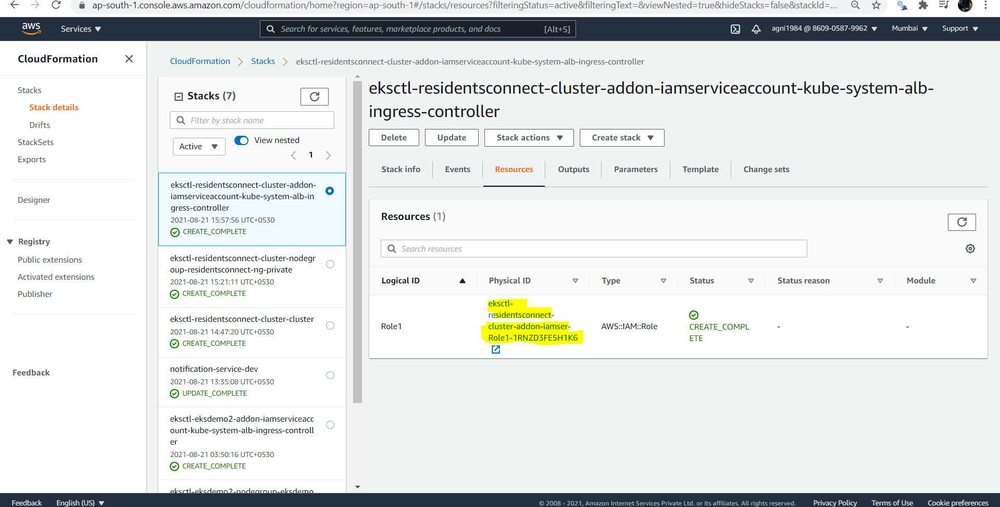 ap-south-1.console.aws.amazon.com/cloudformation/home?region=ap-south-1#/stacks/resources?filteringStatus=active&filteringText=&viewNested=true&hideStacks=false&stackId=...
aws
Services
Search for services, features, marketplace products, and docs
[Alt+S]
agni1984 @ 8609-0587-9962
Mumbai
Support
CloudFormation
Stacks
Stack details
Drifts
StackSets
Exports
Designer
Registry
Public extensions
Activated extensions
Publisher
Feedback
CloudFormation
Stacks
eksctl-residentsconnect-cluster-addon-iamserviceaccount-kube-system-alb-ingress-controller
Stacks (7)
Filter by stack name
Active
View nested
1
eksctl-residentsconnect-cluster-addon-
iamserviceaccount-kube-system-alb-in
gress-controller
2021-08-21 15:57:56 UTC+0530
CREATE_COMPLETE
eksctl-residentsconnect-cluster-nodegr
oup-residentsconnect-ng-private
2021-08-21 15:21:11 UTC+0530
CREATE_COMPLETE
eksctl-residentsconnect-cluster-cluster
2021-08-21 14:47:20 UTC+0530
CREATE_COMPLETE
notification-service-dev
2021-08-21 13:35:08 UTC+0530
UPDATE_COMPLETE
eksctl-eksdemo2-addon-iamserviceacc
ount-kube-system-alb-ingress-controll
er
2021-08-21 03:50:16 UTC+0530
CREATE_COMPLETE
eksctl-eksdemo2-nodegroup-eksdemo
eksctl-residentsconnect-cluster-addon-iamserviceaccount-kube-system-alb-
ingress-controller
Delete
Update
Stack actions
Create stack
Stack info
Events
Resources
Outputs
Parameters
Template
Change sets
Resources (1)
Search resources
Logical ID
Physical ID
Type
Status
Status reason
Module
Role1
eksctl-
residentsconnect-
cluster-addon-iamser-
Role1-1RNZD3FE5H1K6
AWS::IAM::Role
CREATE_COMPL
ETE
-
-
Feedback
English (US)
© 2008 - 2021, Amazon Internet Services Private Ltd. or its affiliates. All rights reserved.
Privacy Policy
Terms of Use
Cookie preferences